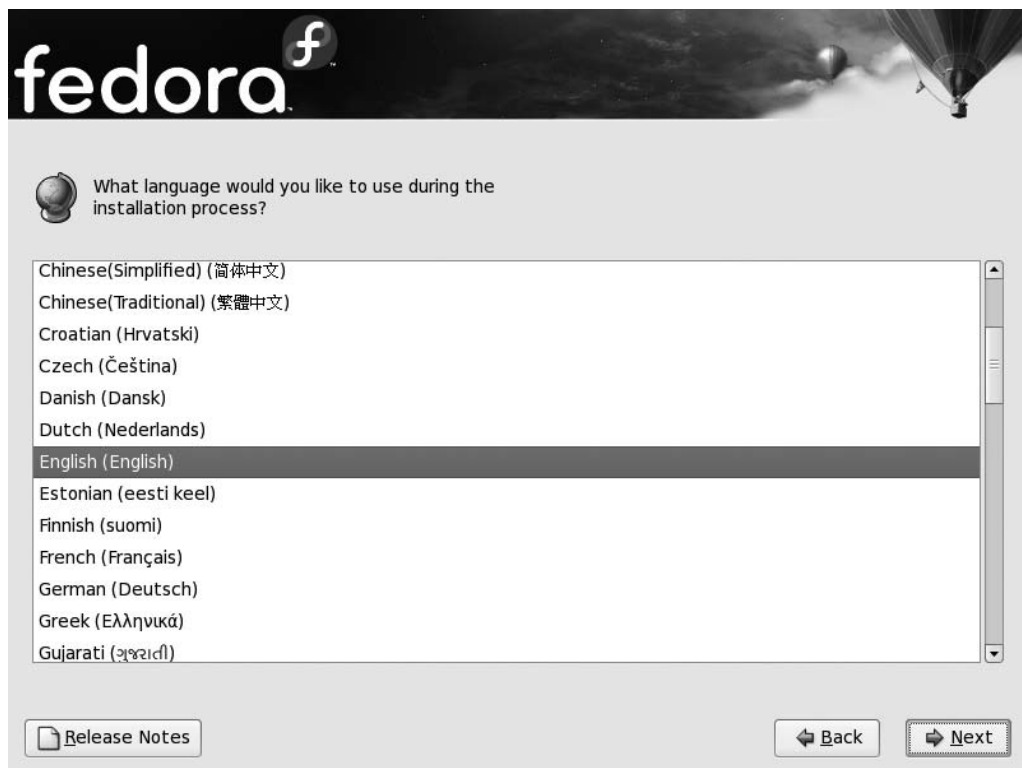 fedora
What language would you like to use during the
installation process?
Chinese(Simplified) (简体中文)
Chinese(Traditional) (繁體中文)
Croatian (Hrvatski)
Czech (Čeština)
Danish (Dansk)
Dutch (Nederlands)
English (English)
Estonian (eesti keel)
Finnish (suomi)
French (Français)
German (Deutsch)
Greek (Ελληνικά)
Gujarati (ગુજરાતી)
Release Notes
Back
Next